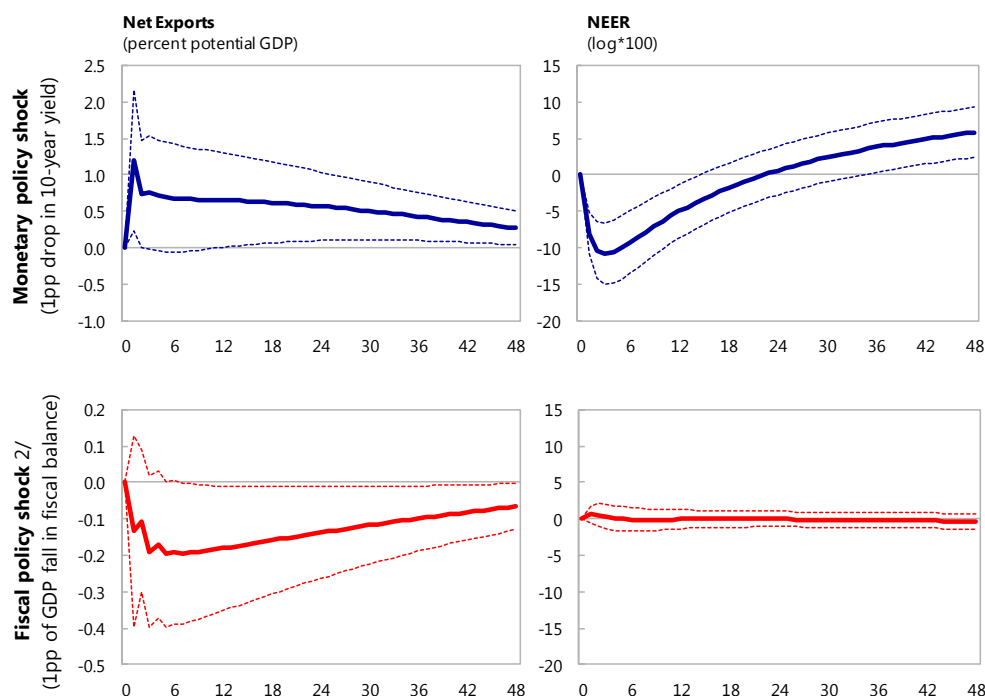 Net Exports
(percent potential GDP)
NEER
(log*100)
Monetary policy shock
(1pp drop in 10-year yield)
2.5
2.0
1.5
1.0
0.5
0.0
-0.5
-1.0
0 6 12 18 24 30 36 42 48
15
10
5
0
-5
-10
-15
-20
0 6 12 18 24 30 36 42 48
Fiscal policy shock 2/
(1pp of GDP fall in fiscal balance)
0.2
0.1
0.0
-0.1
-0.2
-0.3
-0.4
-0.5
0 6 12 18 24 30 36 42 48
15
10
5
0
-5
-10
-15
-20
0 6 12 18 24 30 36 42 48